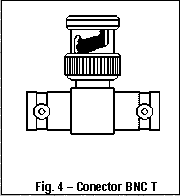 Fig. 4 – Conector BNC T